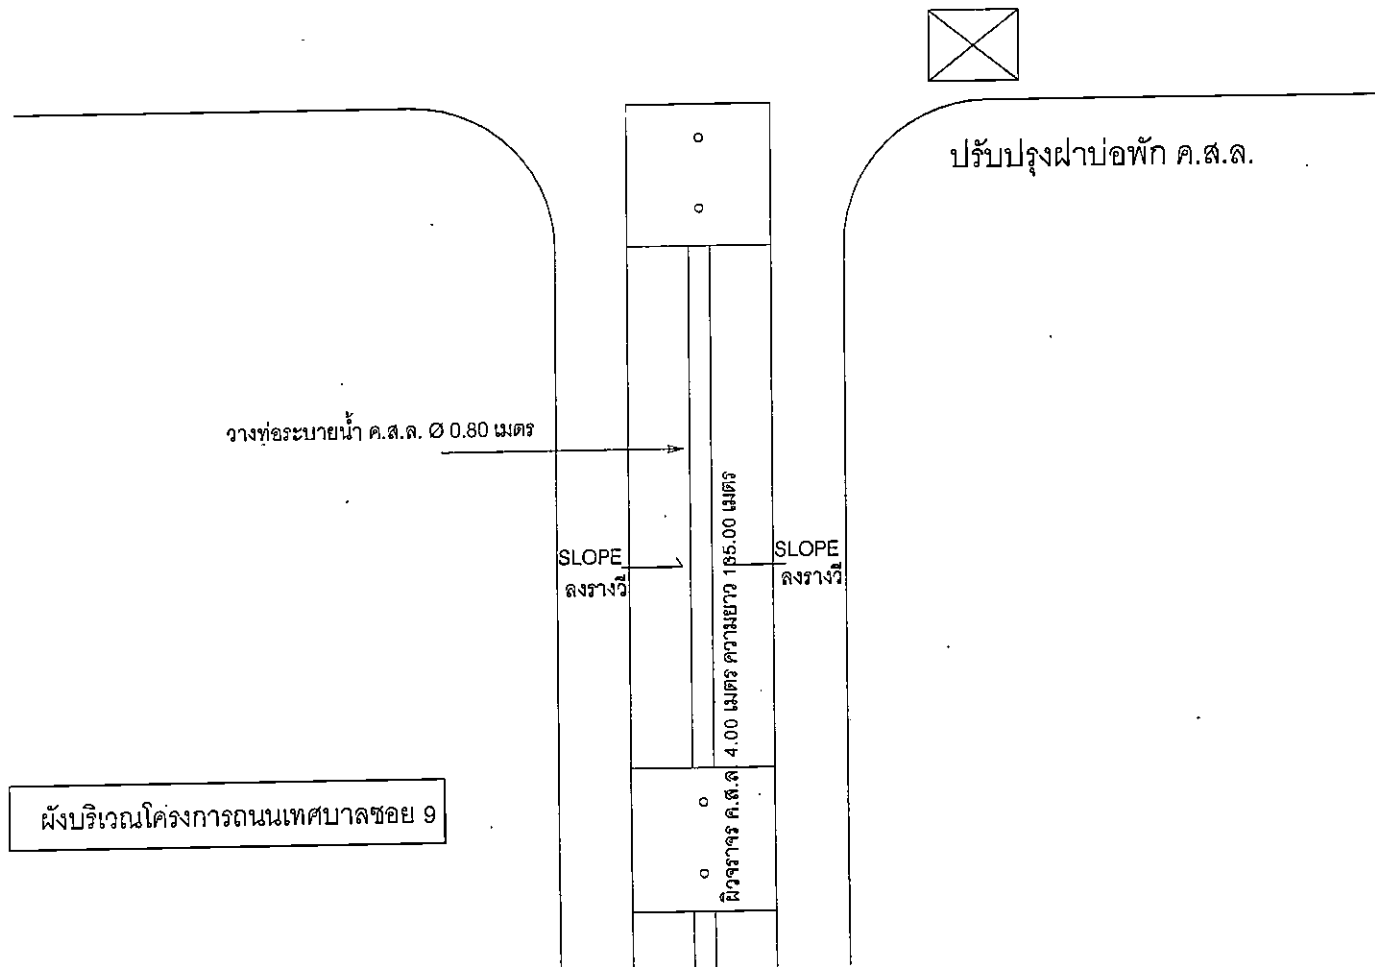 ปรับปรุงฝาบ่อพัก ค.ส.ล.
วางท่อระบายน้ำ ค.ส.ล. Ø 0.80 เมตร
SLOPE
ลงรางวี
SLOPE
ลงรางวี
ผิวจราจร ค.ส.ล. 4.00 เมตร ความยาว 185.00 เมตร
ผังบริเวณโครงการถนนเทศบาลซอย 9